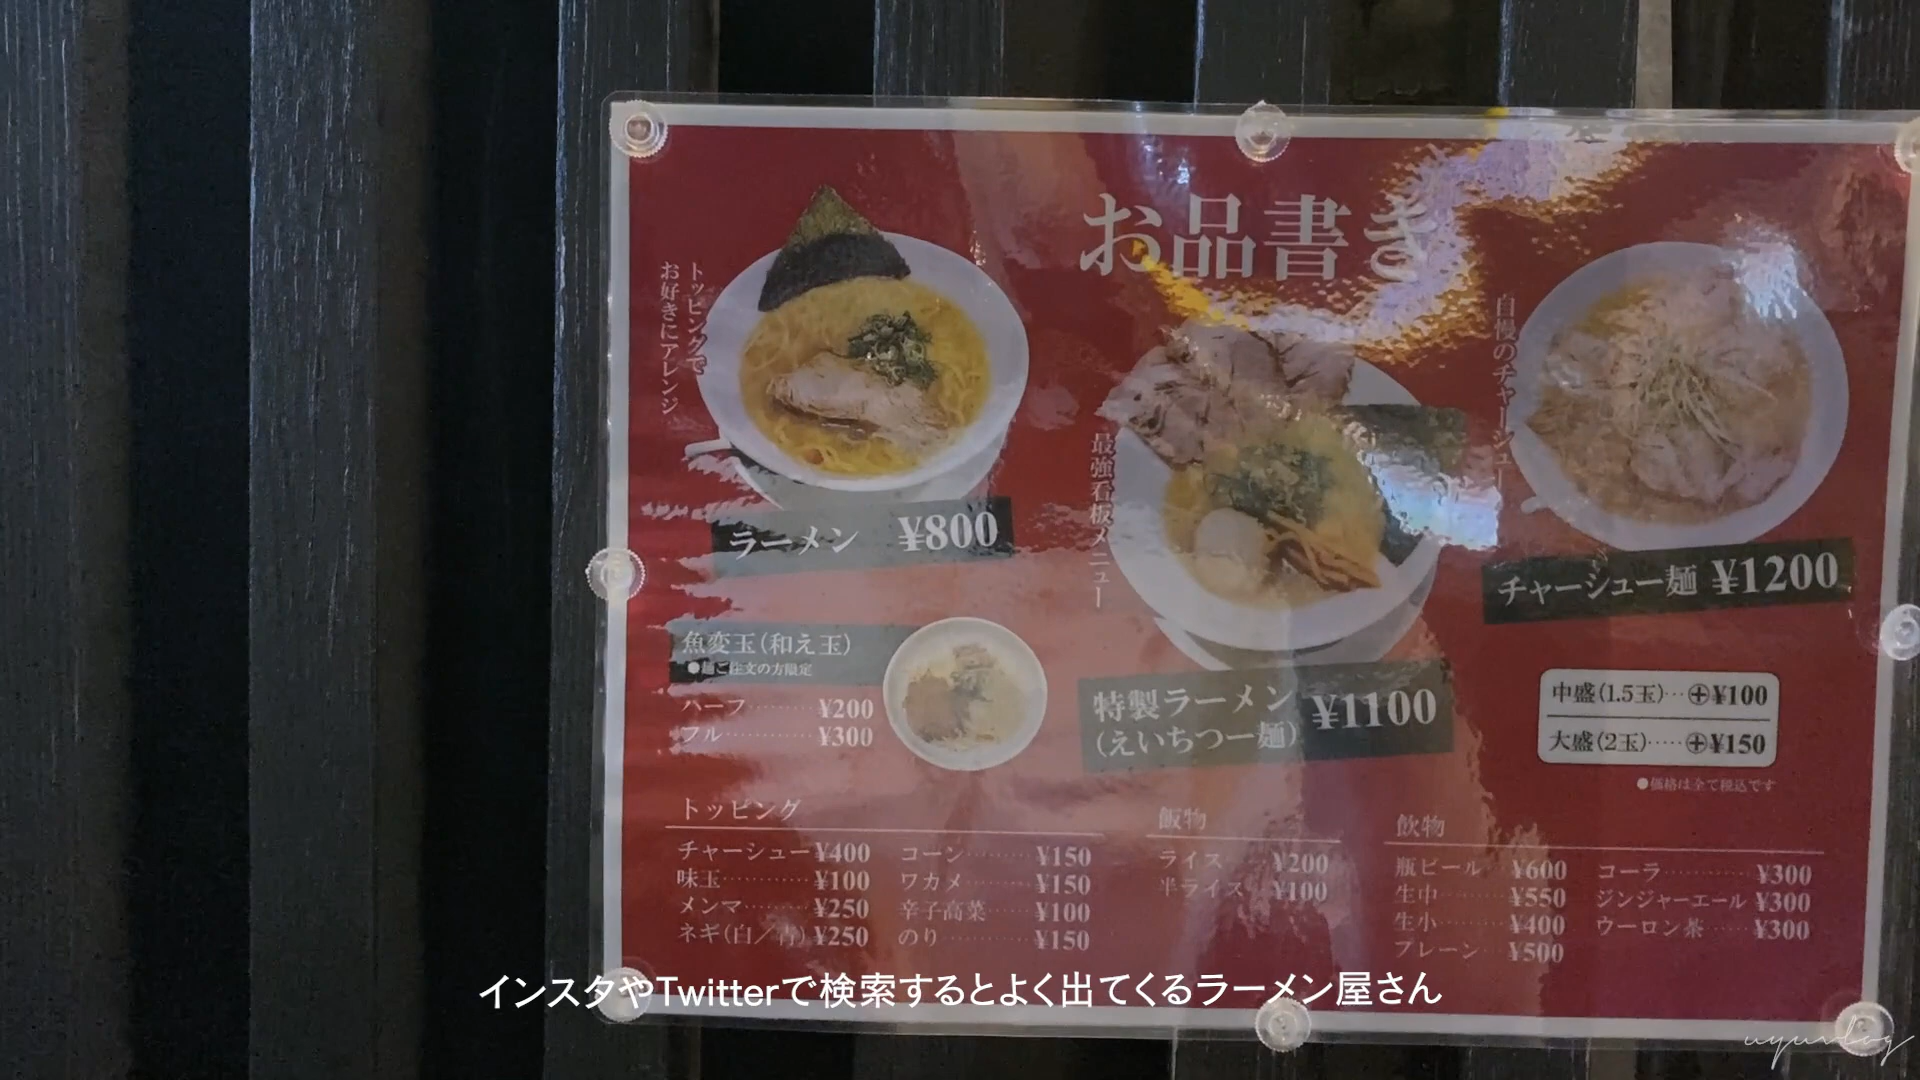 お品書き
トッピングで
お好きにアレンジ
ラーメン ¥800
最強看板メニュー
特製ラーメン
(えいちつー麺) ¥1100
自慢のチャーシュー
チャーシュー麺 ¥1200
魚変玉(和え玉)
●麺ご注文の方限定
ハーフ ¥200
フル ¥300
中盛(1.5玉)…⊕¥100
大盛(2玉)……⊕¥150
●価格は全て税込です
トッピング
チャーシュー ¥400
味玉 ¥100
メンマ ¥250
ネギ(白/青) ¥250
コーン ¥150
ワカメ ¥150
辛子高菜 ¥100
のり ¥150
飯物
ライス ¥200
半ライス ¥100
飲物
瓶ビール ¥600
生中 ¥550
生小 ¥400
プレーン ¥500
コーラ ¥300
ジンジャーエール ¥300
ウーロン茶 ¥300
インスタやTwitterで検索するとよく出てくるラーメン屋さん
uyuvlog